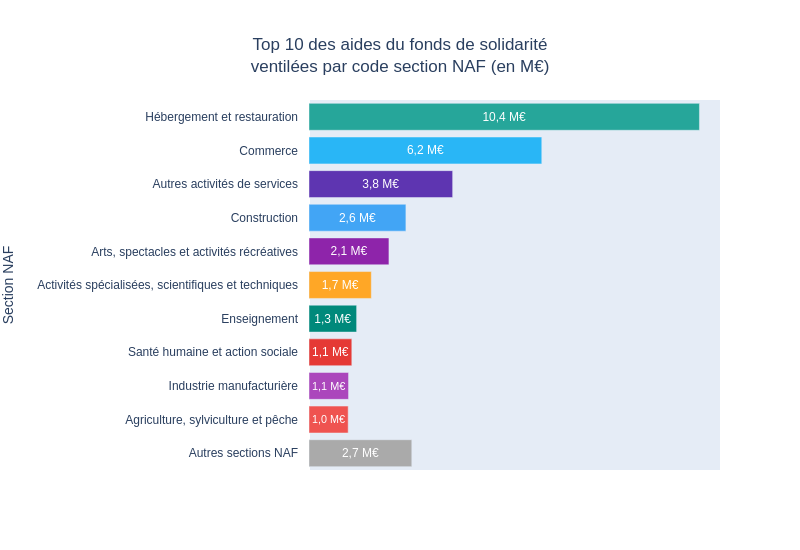 Top 10 des aides du fonds de solidarité
ventilées par code section NAF (en M€)
Section NAF
Hébergement et restauration 10,4 M€
Commerce 6,2 M€
Autres activités de services 3,8 M€
Construction 2,6 M€
Arts, spectacles et activités récréatives 2,1 M€
Activités spécialisées, scientifiques et techniques 1,7 M€
Enseignement 1,3 M€
Santé humaine et action sociale 1,1 M€
Industrie manufacturière 1,1 M€
Agriculture, sylviculture et pêche 1,0 M€
Autres sections NAF 2,7 M€